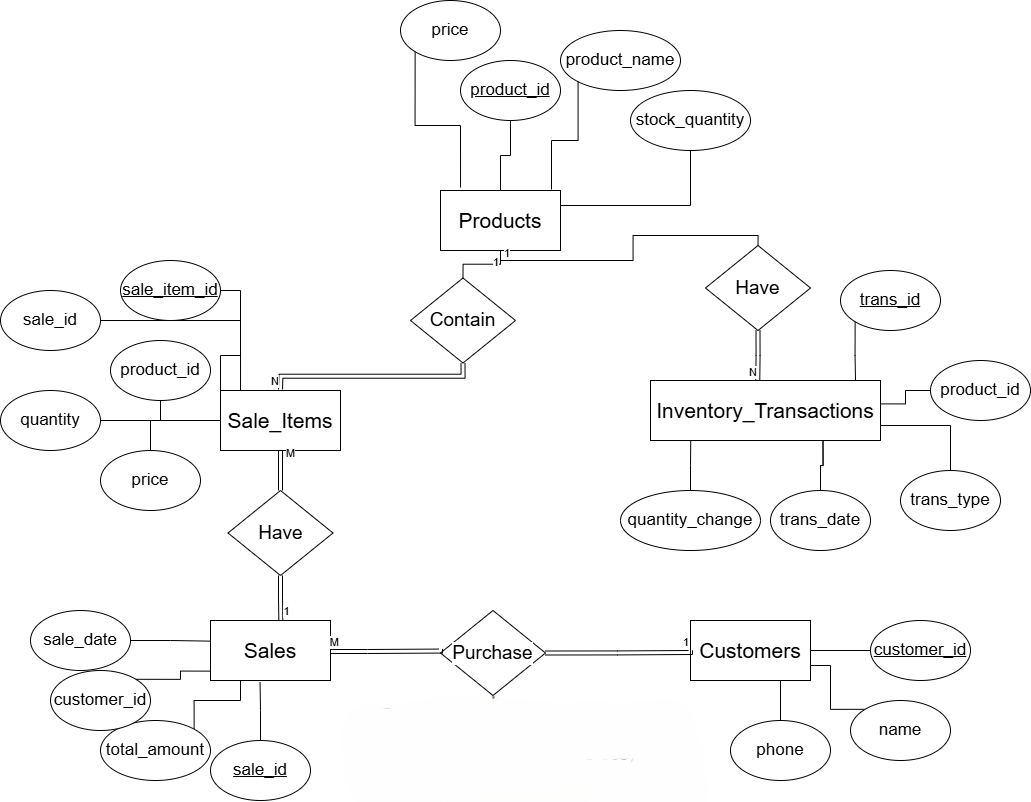 price
product_name
product_id
stock_quantity
Products
1
1
Have
sale_item_id
trans_id
sale_id
Contain
product_id
N
N
product_id
quantity
Sale_Items
Inventory_Transactions
M
price
trans_type
quantity_change
trans_date
Have
1
sale_date
M
1
Sales
Purchase
Customers
customer_id
customer_id
total_amount
name
sale_id
phone